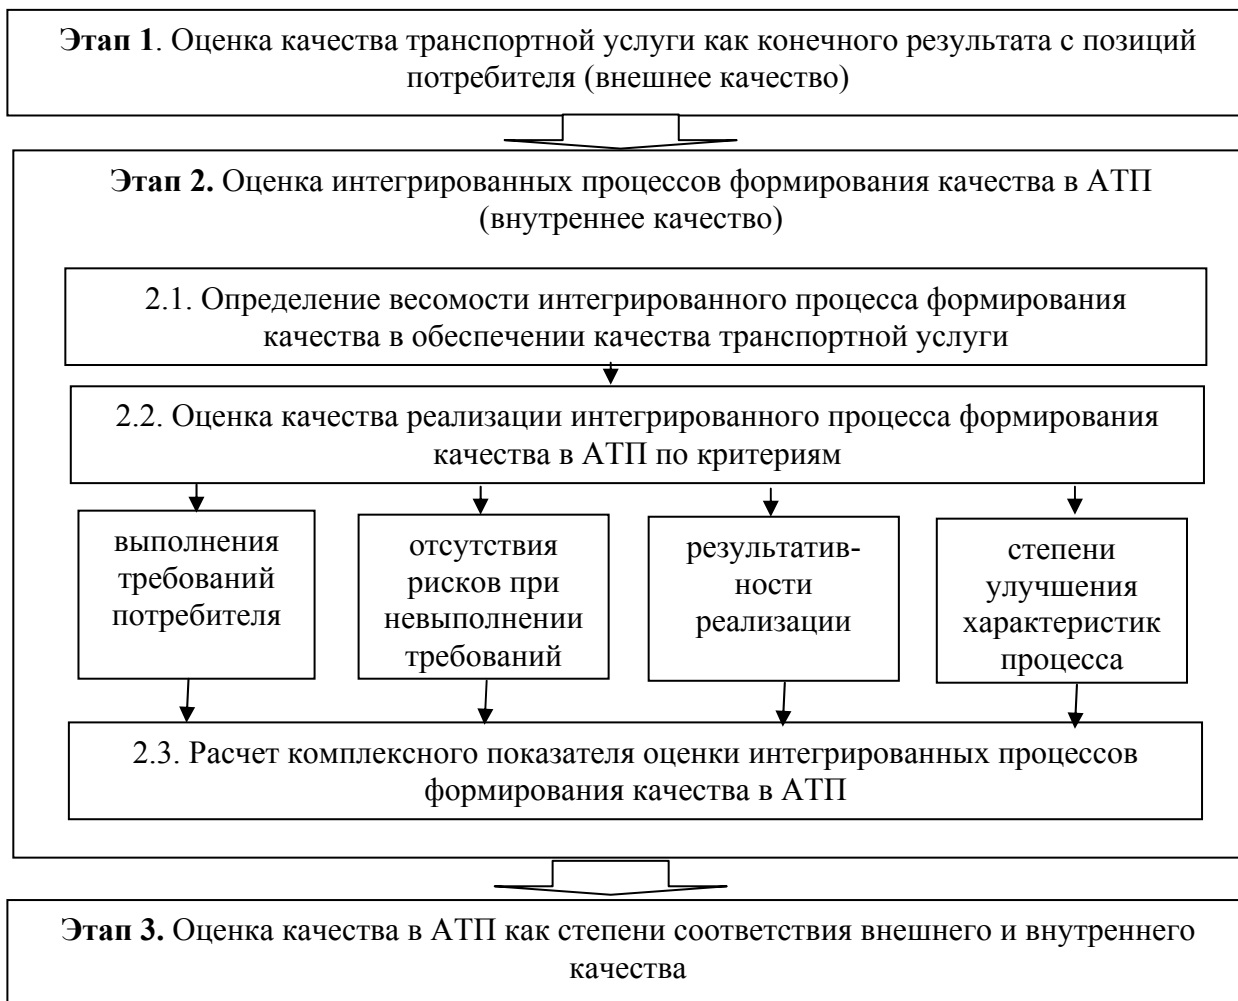 Этап 1. Оценка качества транспортной услуги как конечного результата с позиций
потребителя (внешнее качество)
Этап 2. Оценка интегрированных процессов формирования качества в АТП
(внутреннее качество)
2.1. Определение весомости интегрированного процесса формирования
качества в обеспечении качества транспортной услуги
2.2. Оценка качества реализации интегрированного процесса формирования
качества в АТП по критериям
выполнения
требований
потребителя
отсутствия
рисков при
невыполнении
требований
результатив-
ности
реализации
степени
улучшения
характеристик
процесса
2.3. Расчет комплексного показателя оценки интегрированных процессов
формирования качества в АТП
Этап 3. Оценка качества в АТП как степени соответствия внешнего и внутреннего
качества